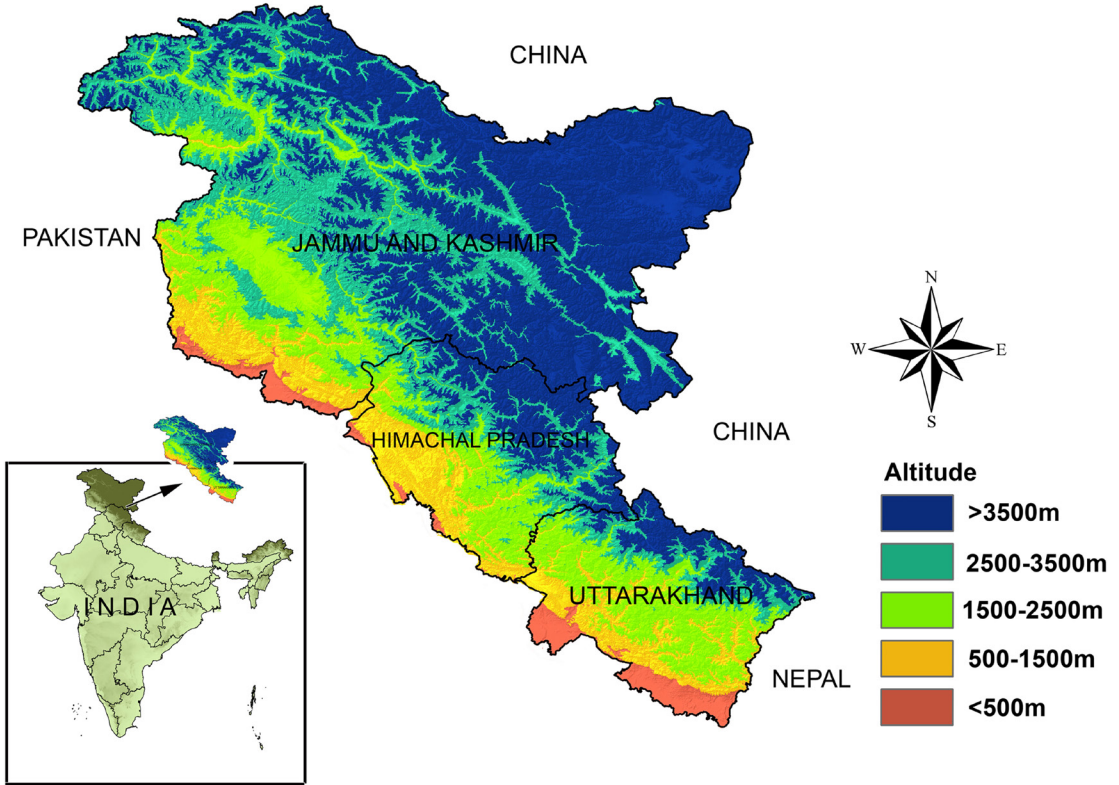 CHINA
PAKISTAN
JAMMU AND KASHMIR
N
W
E
S
HIMACHAL PRADESH
CHINA
Altitude
>3500m
2500-3500m
1500-2500m
500-1500m
<500m
UTTARAKHAND
NEPAL
INDIA